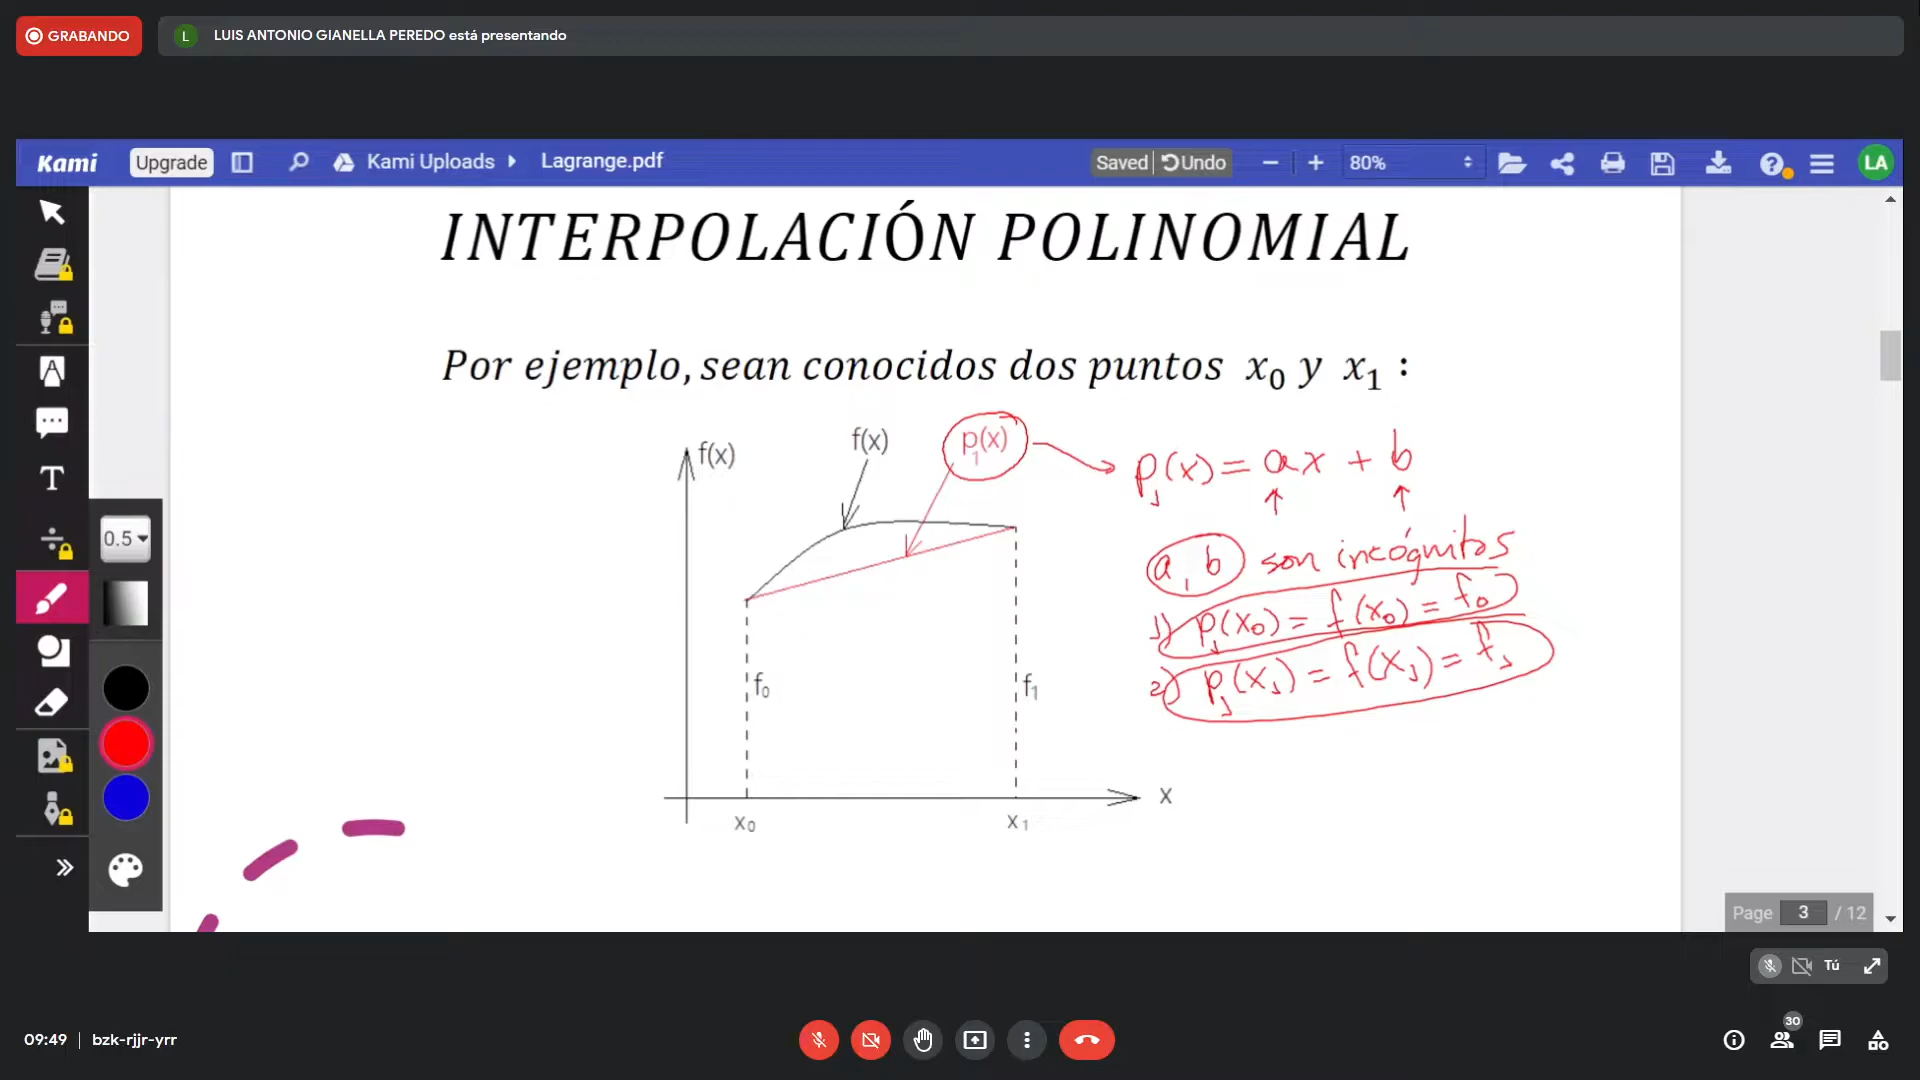 GRABANDO
L LUIS ANTONIO GIANELLA PEREDO está presentando
Kami Upgrade Kami Uploads Lagrange.pdf Saved Undo 80% LA
INTERPOLACIÓN POLINOMIAL
Por ejemplo, sean conocidos dos puntos x₀ y x₁ :
f(x) f(x) p₁(x)
p₁(x) = ax + b
a, b son incógnitas
1) p₁(x₀) = f(x₀) = f₀
2) p₁(x₁) = f(x₁) = f₁
f₀ f₁
x₀ x₁ x
0.5
T
Page 3 / 12
Tú
09:49 bzk-rjjr-yrr
30